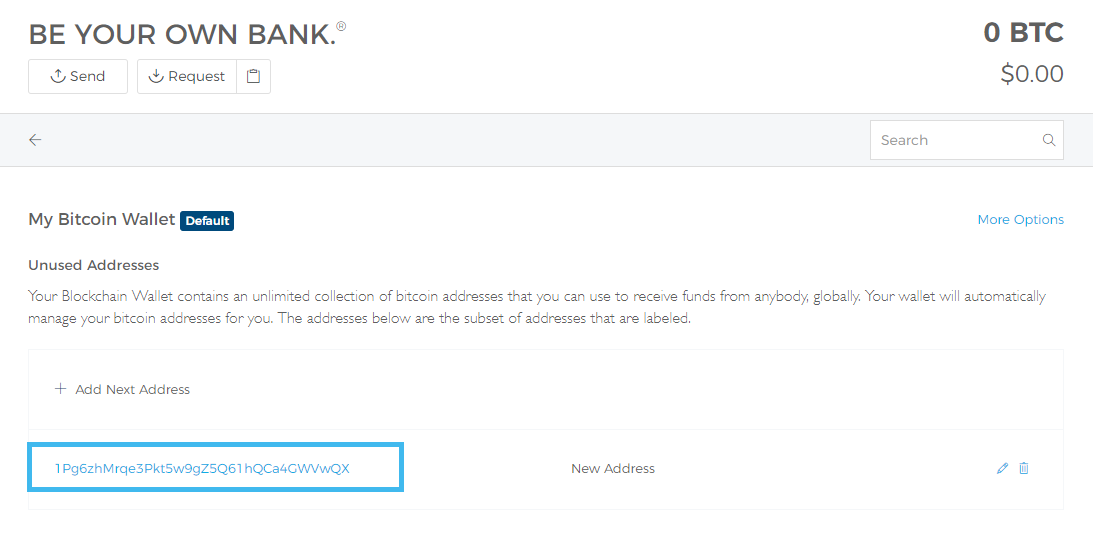 BE YOUR OWN BANK.®
0 BTC
Send
Request
$0.00
Search
My Bitcoin Wallet Default
More Options
Unused Addresses
Your Blockchain Wallet contains an unlimited collection of bitcoin addresses that you can use to receive funds from anybody, globally. Your wallet will automatically
manage your bitcoin addresses for you. The addresses below are the subset of addresses that are labeled.
+ Add Next Address
1Pg6zhMrqe3Pkt5w9gZ5Q61hQCa4GWVwQX
New Address